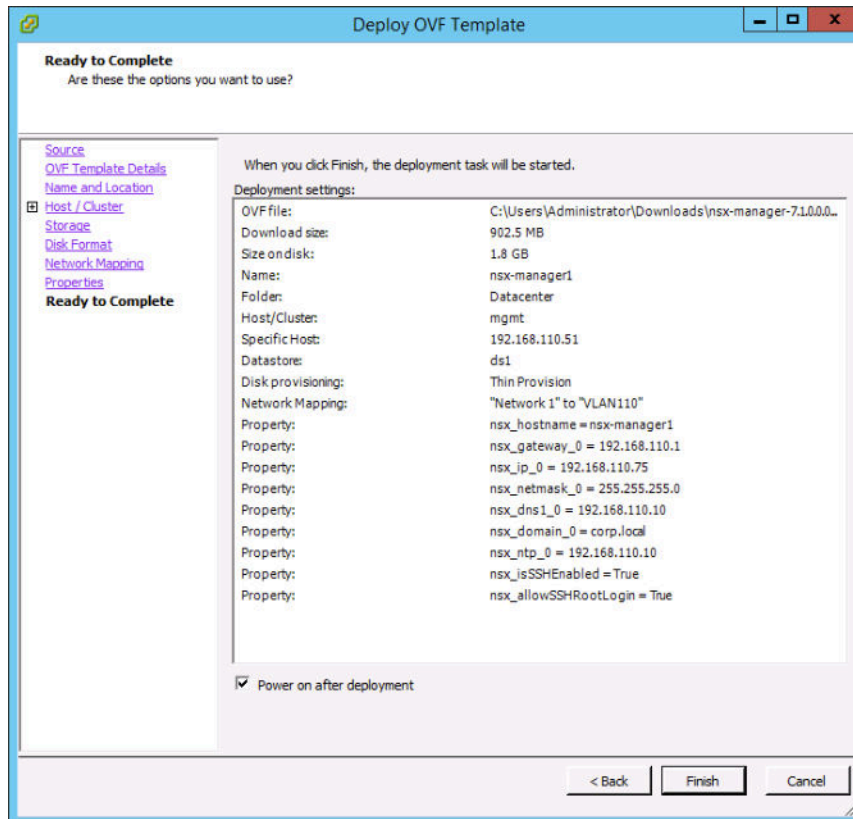 Deploy OVF Template
Ready to Complete
Are these the options you want to use?
Source
OVF Template Details
Name and Location
Host / Cluster
Storage
Disk Format
Network Mapping
Properties
Ready to Complete
When you click Finish, the deployment task will be started.
Deployment settings:
OVF file: C:\Users\Administrator\Downloads\nsx-manager-7.1.0.0.0...
Download size: 902.5 MB
Size on disk: 1.8 GB
Name: nsx-manager1
Folder: Datacenter
Host/Cluster: mgmt
Specific Host: 192.168.110.51
Datastore: ds1
Disk provisioning: Thin Provision
Network Mapping: "Network 1" to "VLAN110"
Property: nsx_hostname = nsx-manager1
Property: nsx_gateway_0 = 192.168.110.1
Property: nsx_ip_0 = 192.168.110.75
Property: nsx_netmask_0 = 255.255.255.0
Property: nsx_dns1_0 = 192.168.110.10
Property: nsx_domain_0 = corp.local
Property: nsx_ntp_0 = 192.168.110.10
Property: nsx_isSSHEnabled = True
Property: nsx_allowSSHRootLogin = True
Power on after deployment
< Back Finish Cancel